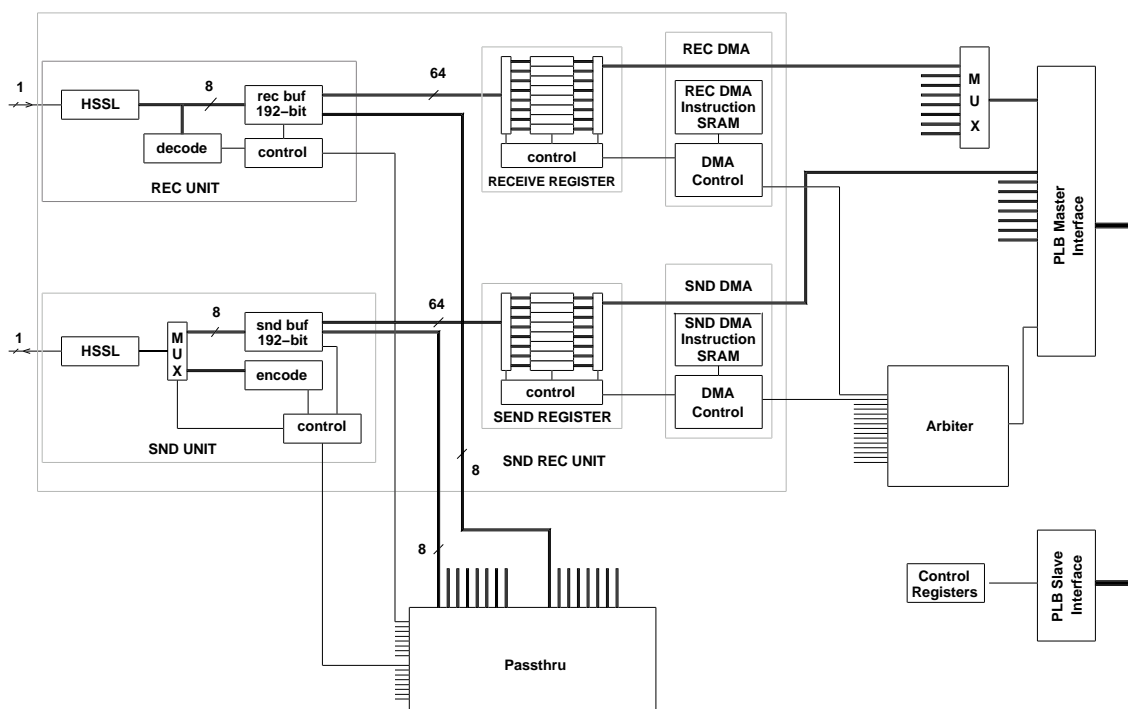 REC DMA
1
HSSL
8
rec buf
192−bit
64
REC DMA
Instruction
SRAM
M
U
X
decode
control
control
DMA
Control
REC UNIT
RECEIVE REGISTER
PLB Master
Interface
SND DMA
1
HSSL
M
U
X
8
snd buf
192−bit
64
SND DMA
Instruction
SRAM
encode
control
DMA
Control
control
SEND REGISTER
Arbiter
SND UNIT
SND REC UNIT
8
8
Control
Registers
PLB Slave
Interface
Passthru